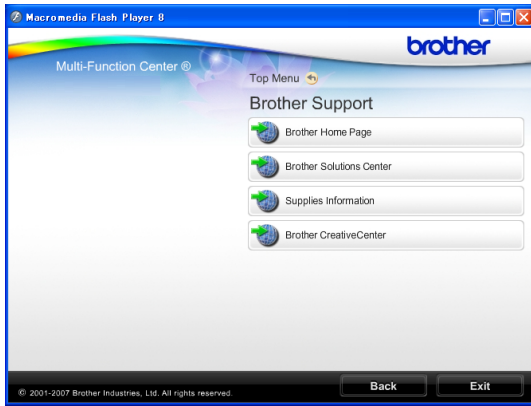 Macromedia Flash Player 8
brother
Multi-Function Center ®
Top Menu
Brother Support
Brother Home Page
Brother Solutions Center
Supplies Information
Brother CreativeCenter
Back
Exit
© 2001-2007 Brother Industries, Ltd. All rights reserved.